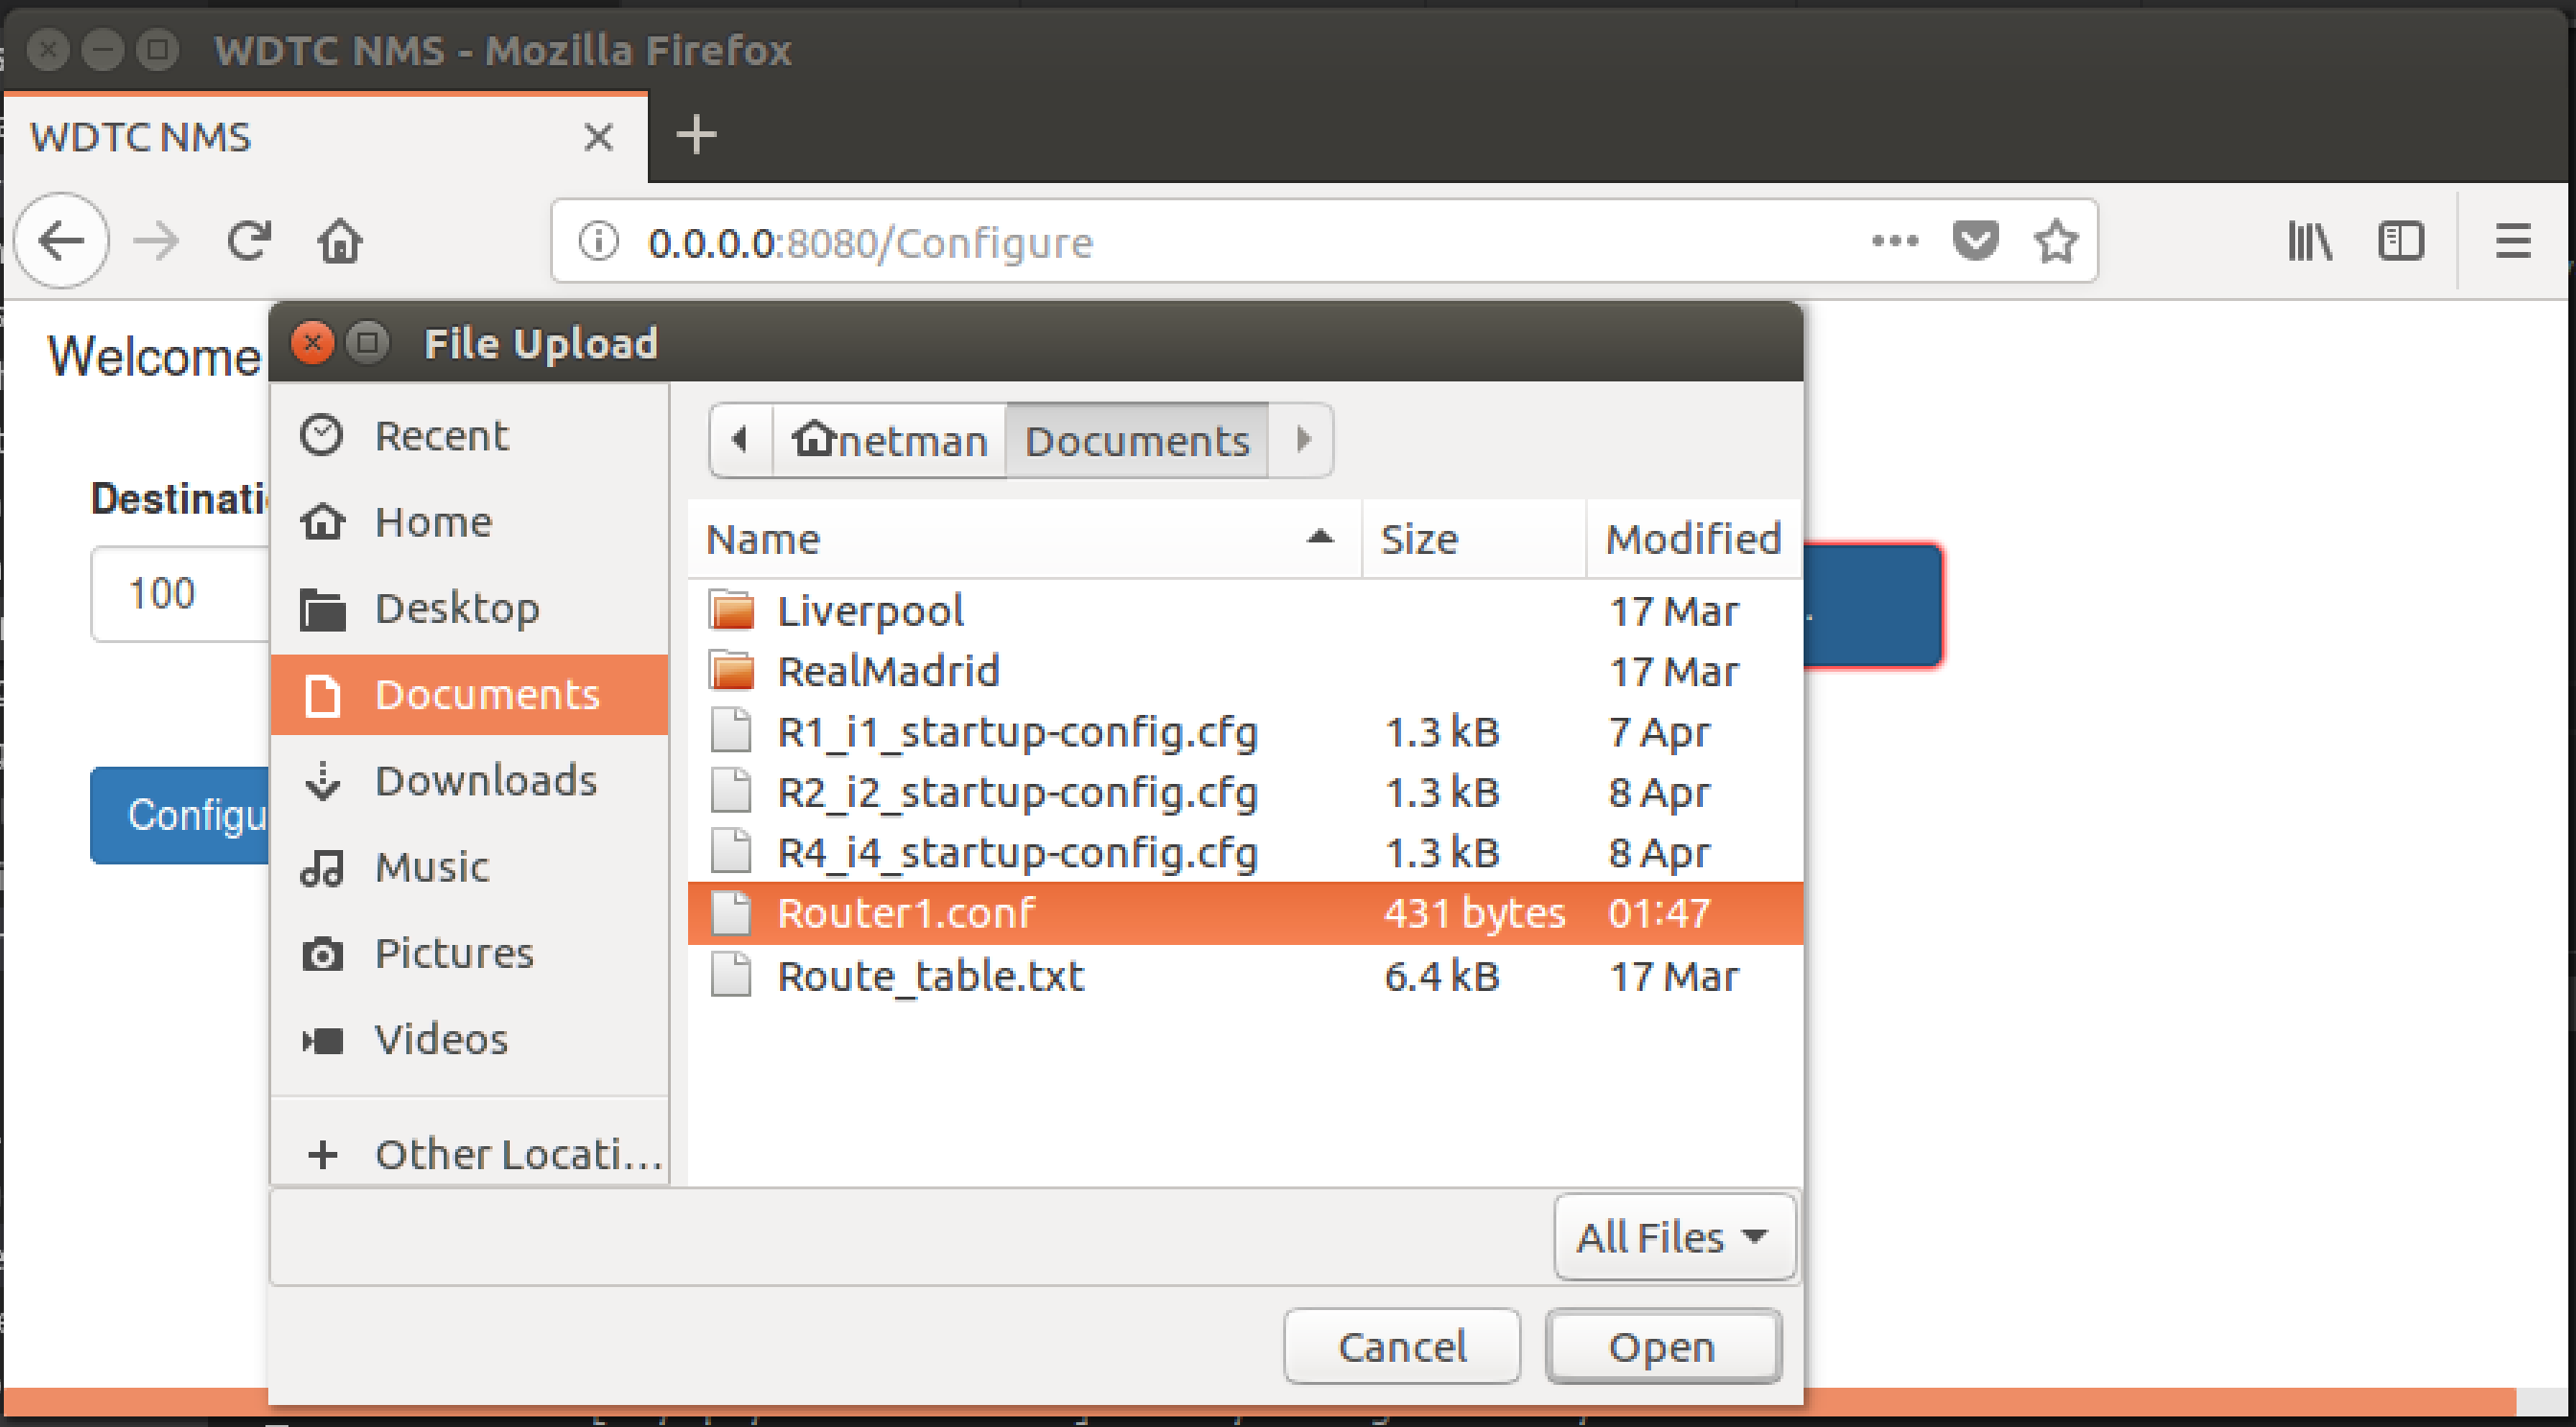 WDTC NMS - Mozilla Firefox
WDTC NMS
0.0.0.0:8080/Configure
Welcome
File Upload
Recent
Home
Desktop
Documents
Downloads
Music
Pictures
Videos
Other Locati...
netman Documents
Name Size Modified
Liverpool 17 Mar
RealMadrid 17 Mar
R1_i1_startup-config.cfg 1.3 kB 7 Apr
R2_i2_startup-config.cfg 1.3 kB 8 Apr
R4_i4_startup-config.cfg 1.3 kB 8 Apr
Router1.conf 431 bytes 01:47
Route_table.txt 6.4 kB 17 Mar
All Files
Cancel Open
Destinati
100
Configu